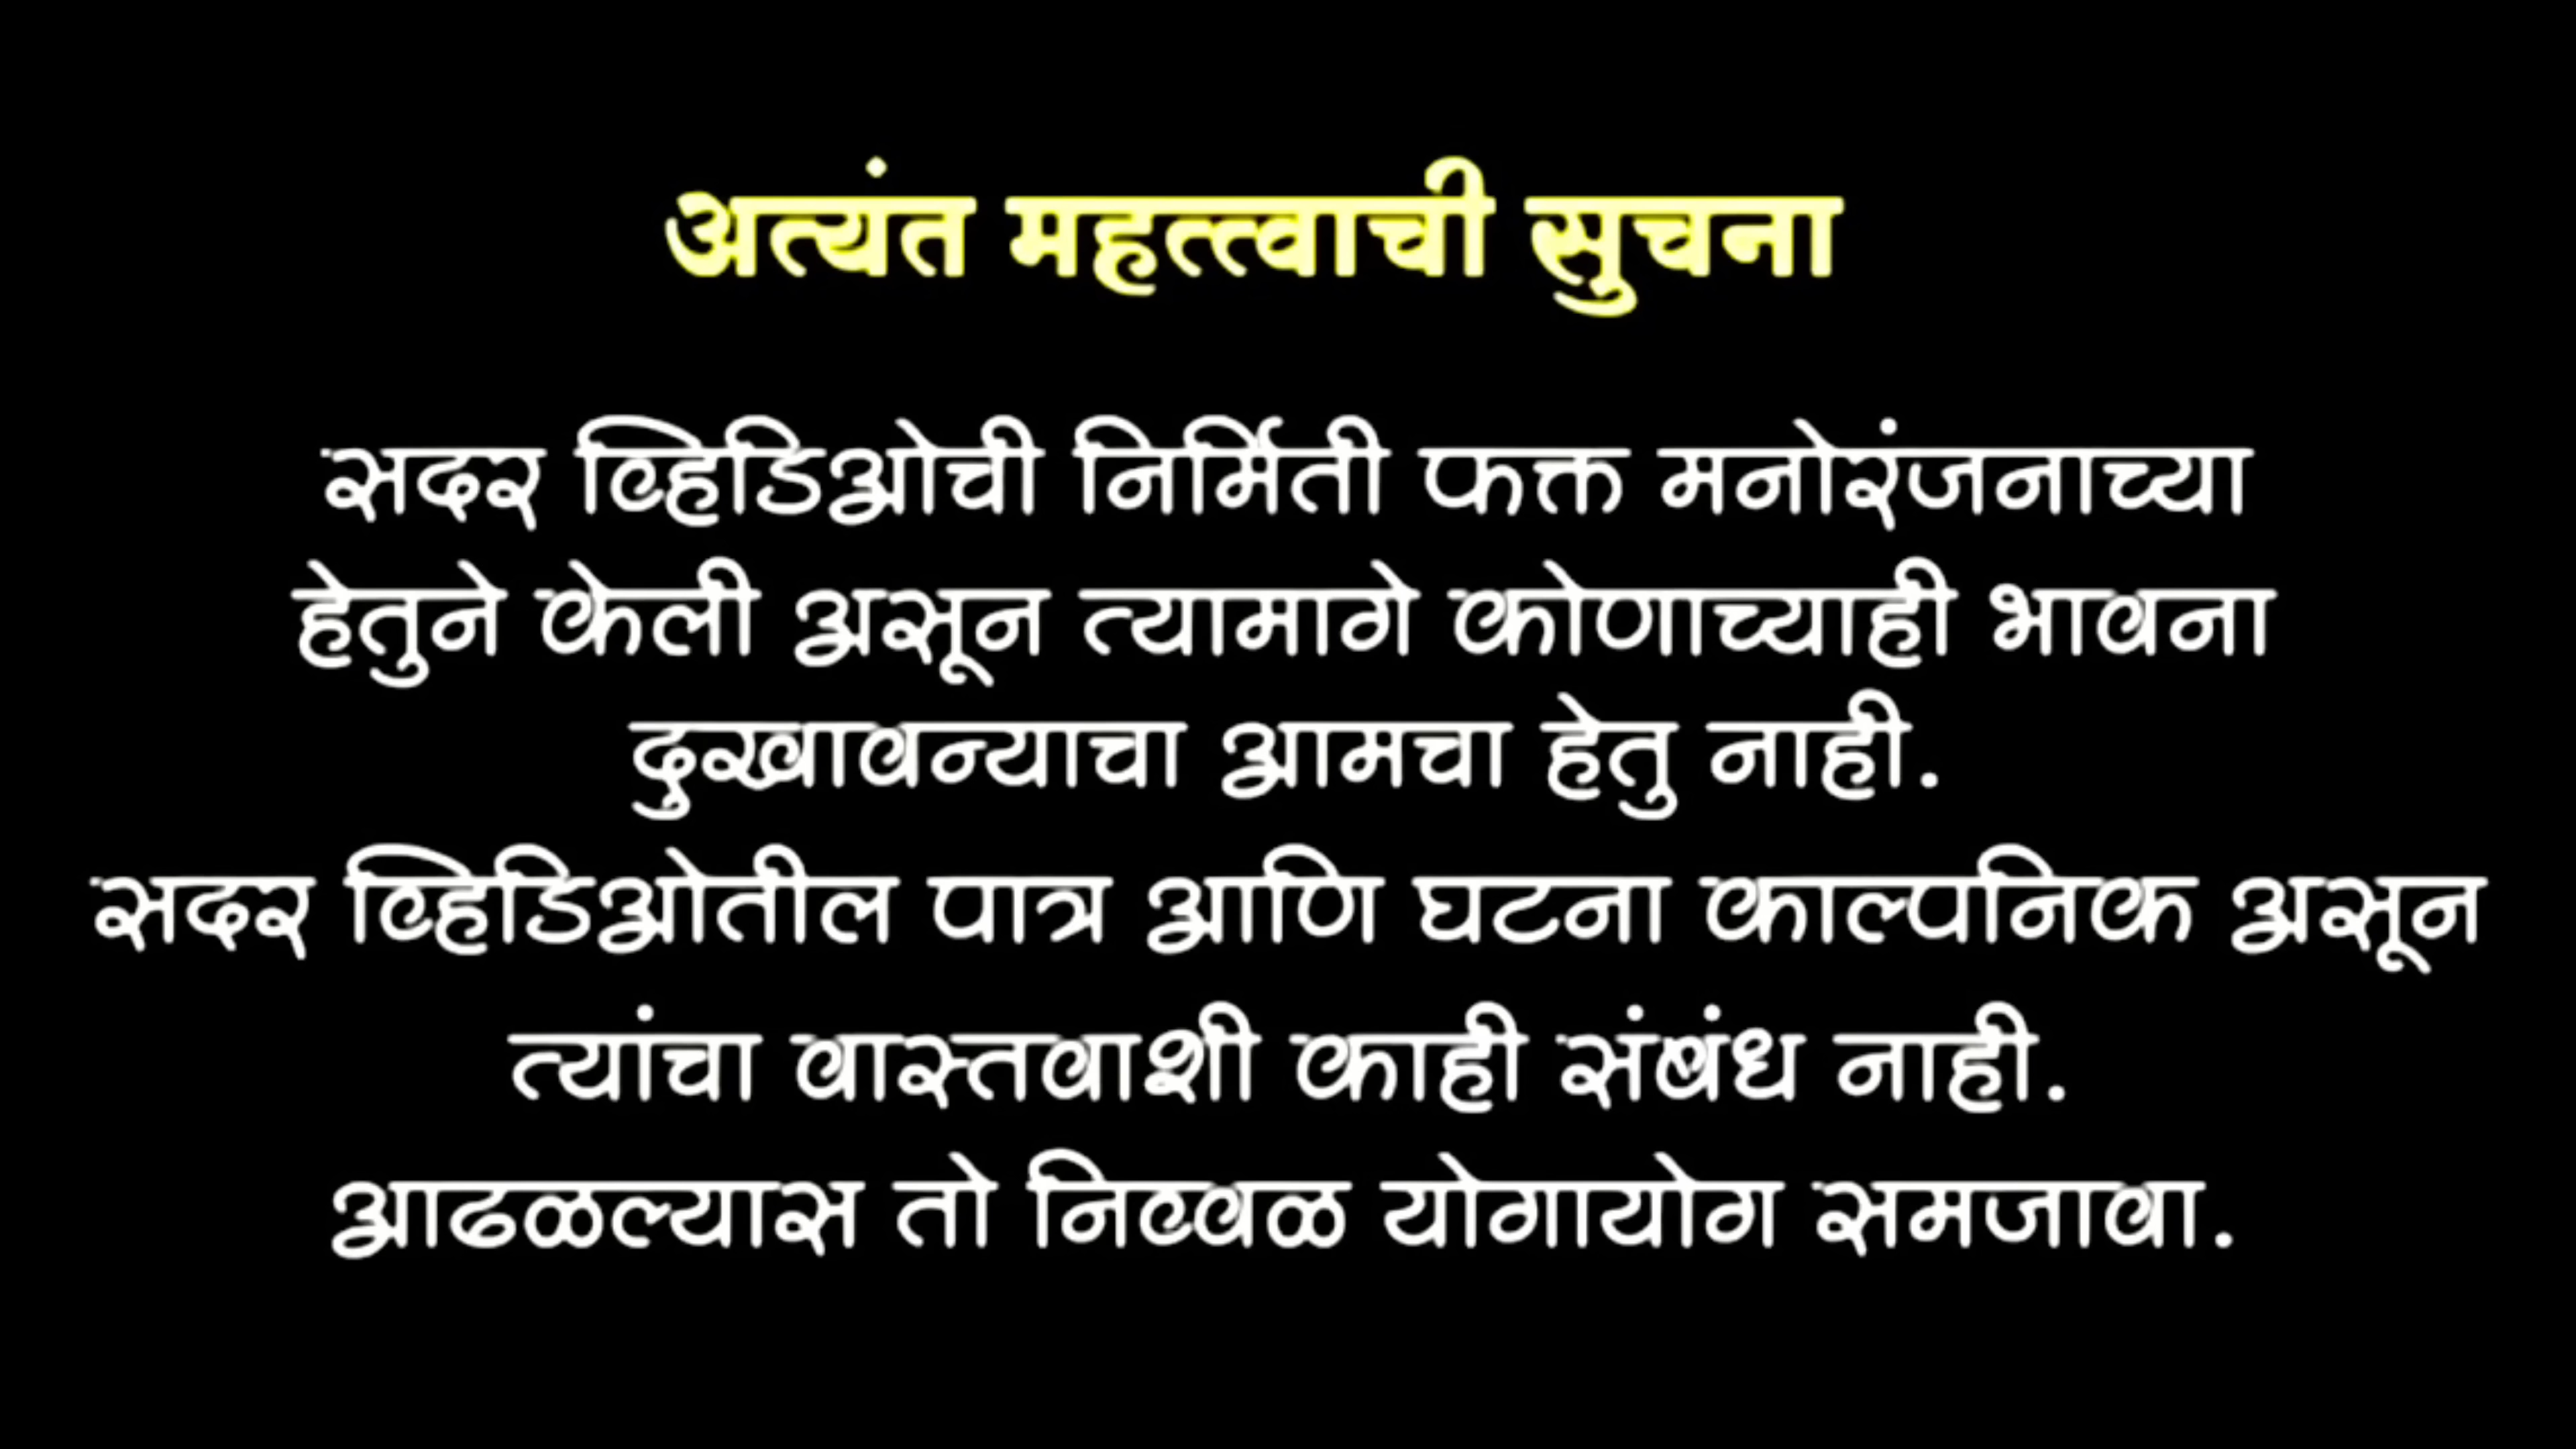 अत्यंत महत्त्वाची सुचना
सदर व्हिडिओची निर्मिती फक्त मनोरंजनाच्या
हेतुने केली असून त्यामागे कोणाच्याही भावना
दुखावन्याचा आमचा हेतु नाही.
सदर व्हिडिओतील पात्र आणि घटना काल्पनिक असून
त्यांचा वास्तवाशी काही संबंध नाही.
आढळल्यास तो निव्वळ योगायोग समजावा.